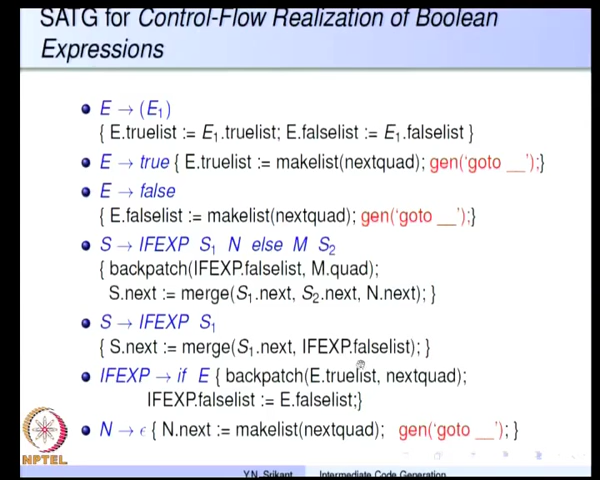 SATG for Control-Flow Realization of Boolean
Expressions
E → (E₁)
{ E.truelist := E₁.truelist; E.falselist := E₁.falselist }
E → true { E.truelist := makelist(nextquad); gen('goto __');}
E → false
{ E.falselist := makelist(nextquad); gen('goto __');}
S → IFEXP S₁ N else M S₂
{ backpatch(IFEXP.falselist, M.quad);
S.next := merge(S₁.next, S₂.next, N.next); }
S → IFEXP S₁
{ S.next := merge(S₁.next, IFEXP.falselist); }
IFEXP → if E { backpatch(E.truelist, nextquad);
IFEXP.falselist := E.falselist;}
N → ϵ { N.next := makelist(nextquad); gen('goto __'); }
NPTEL
Y.N. Srikant Intermediate Code Generation